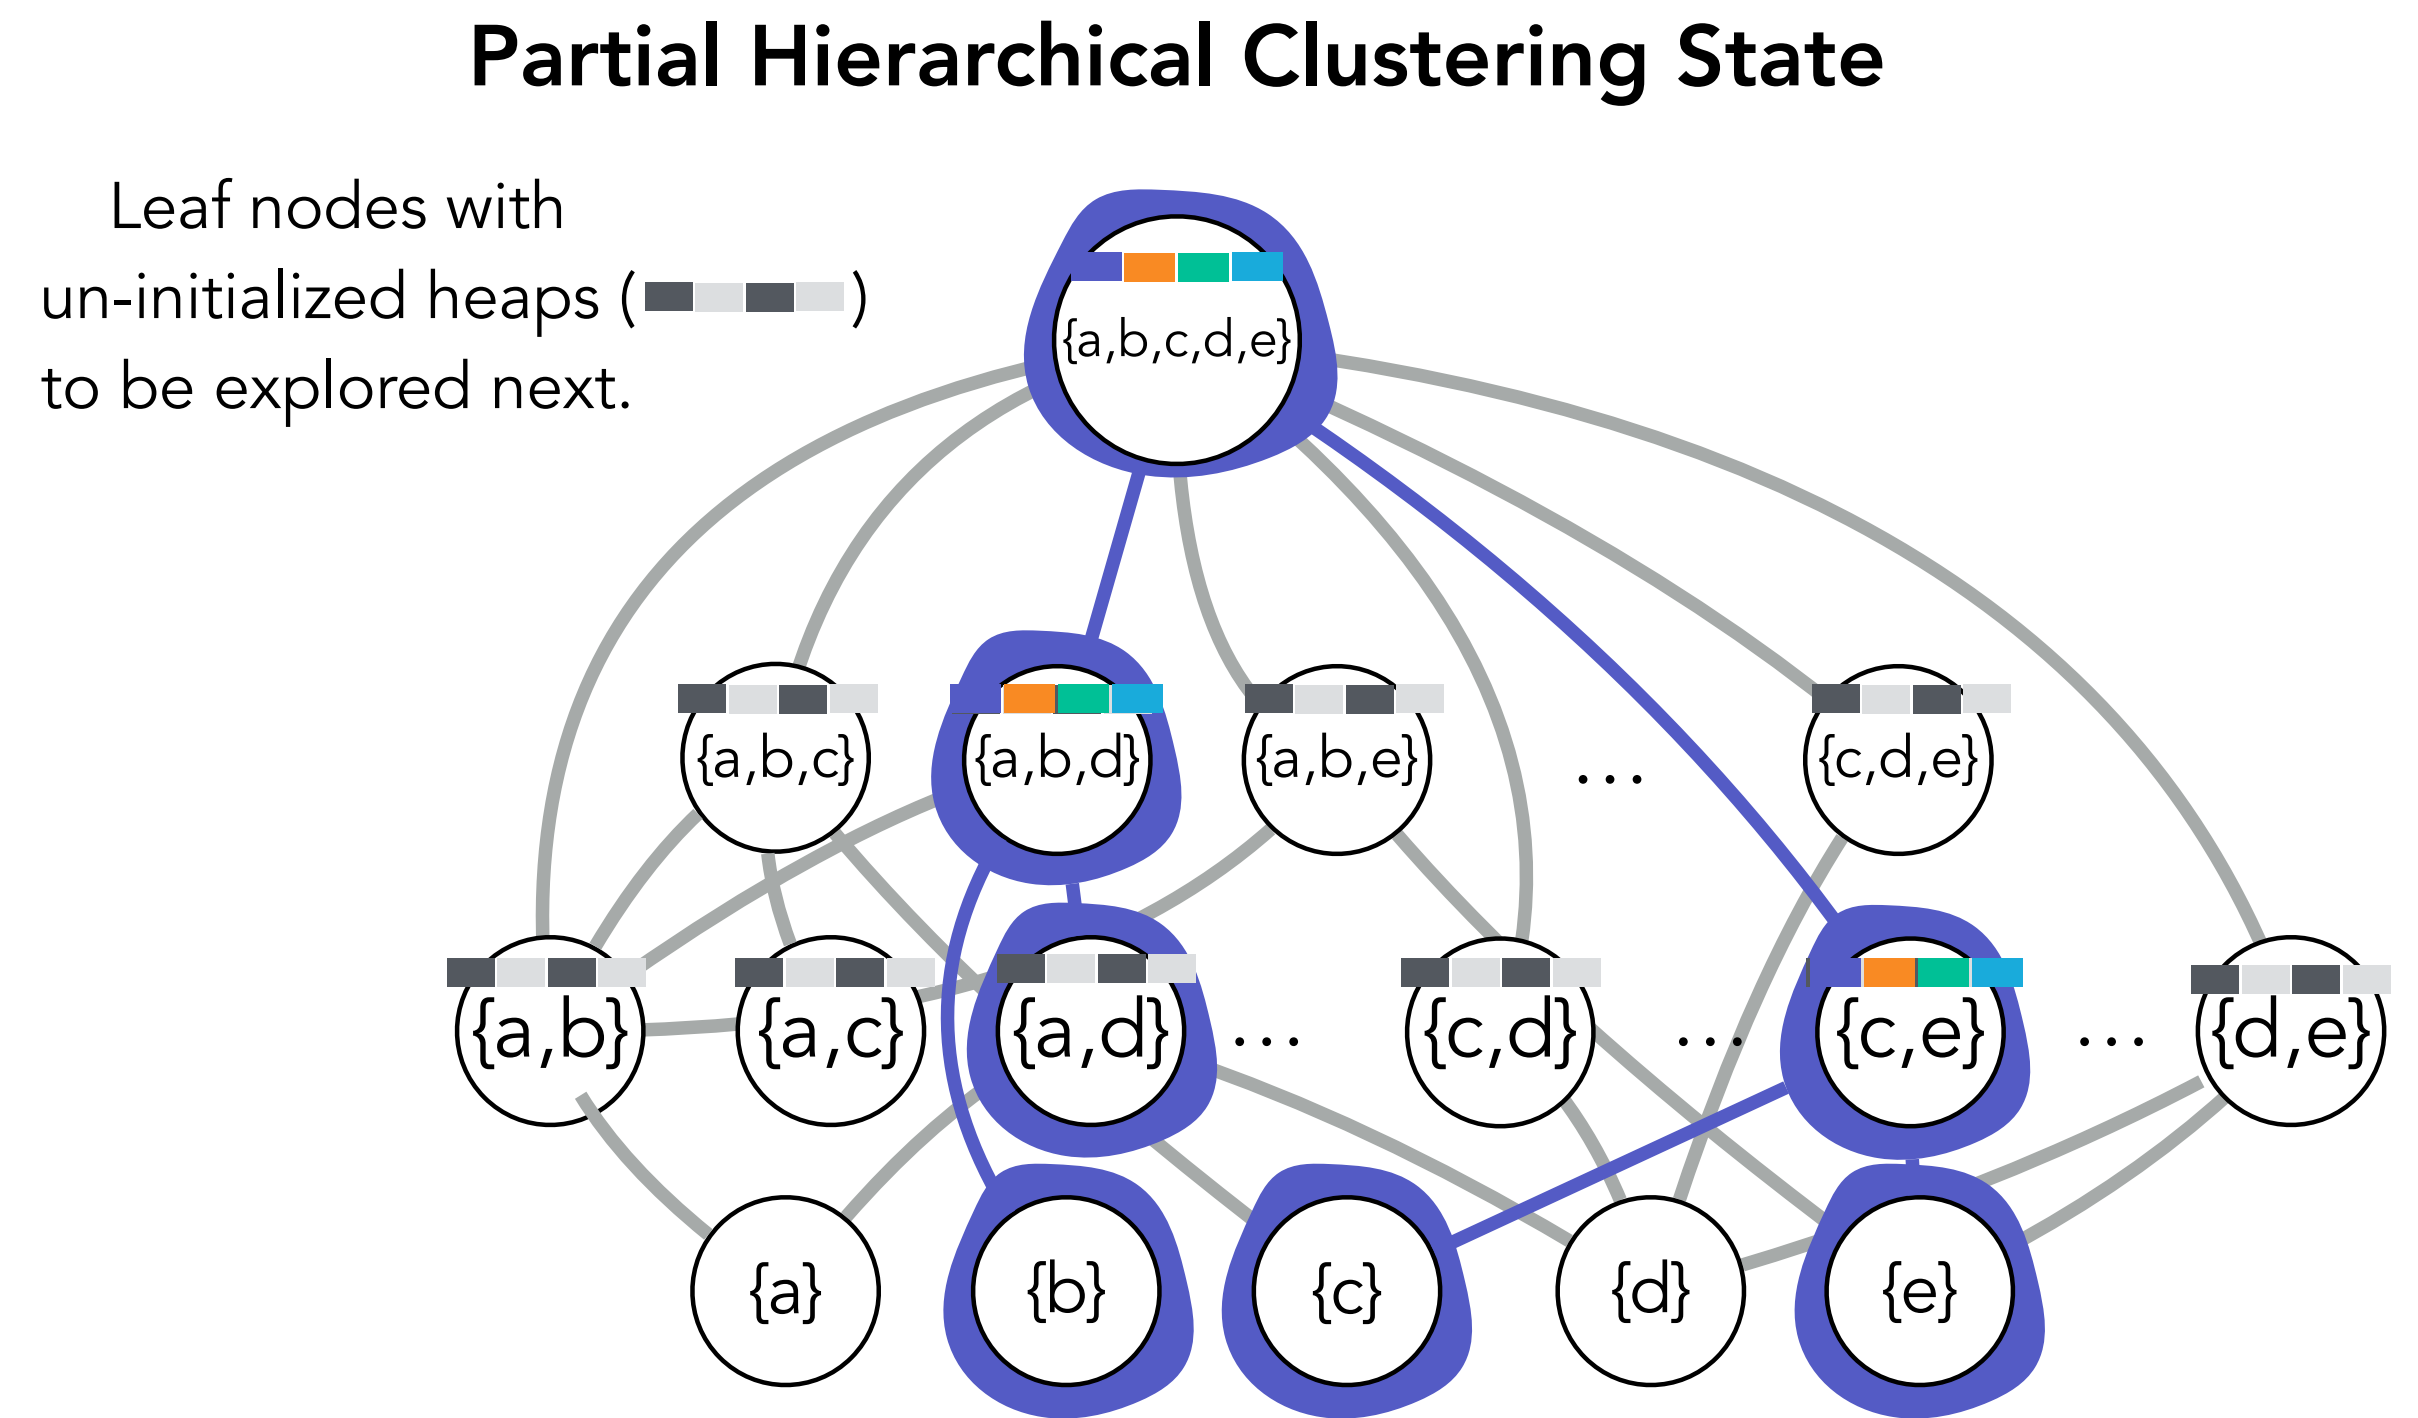 Partial Hierarchical Clustering State
Leaf nodes with
un-initialized heaps ( )
to be explored next.
{a,b,c,d,e}
{a,b,c} {a,b,d} {a,b,e} ... {c,d,e}
{a,b} {a,c} {a,d} ... {c,d} ... {c,e} ... {d,e}
{a} {b} {c} {d} {e}